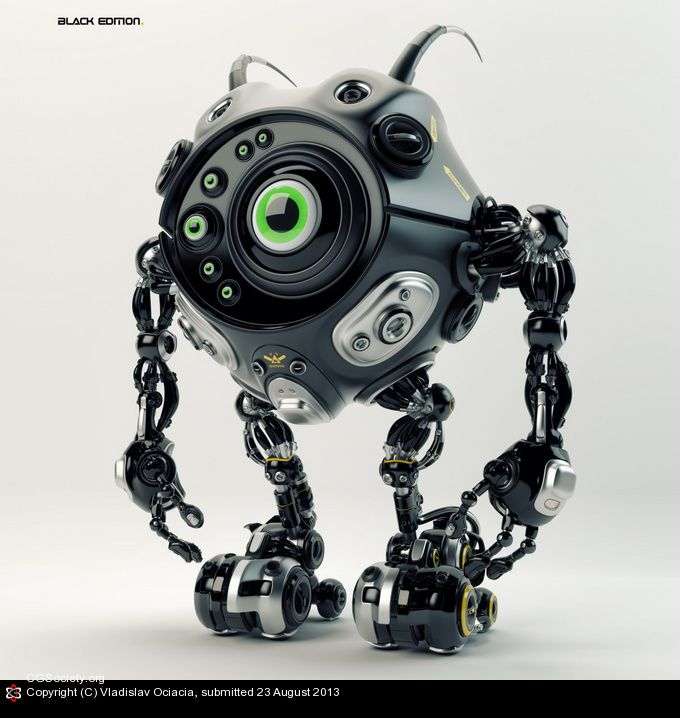 BLACK EDITION.
CGSociety.org
Copyright (C) Vladislav Ociacia, submitted 23 August 2013